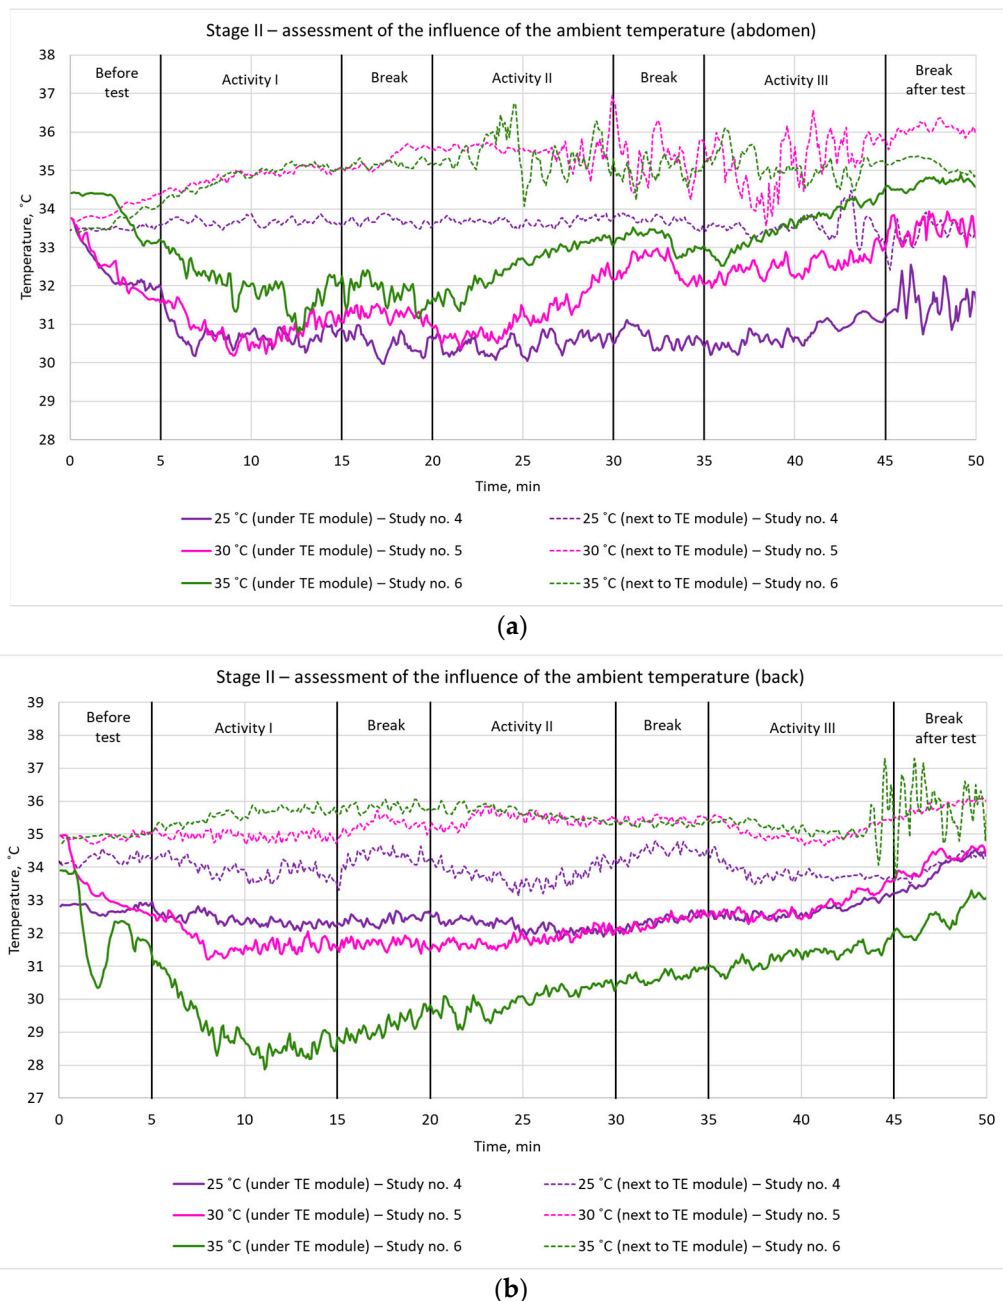 Stage II – assessment of the influence of the ambient temperature (abdomen)
38
37
36
35
34
33
32
31
30
29
28
Temperature, ˚C
Before
test
Activity I
Break
Activity II
Break
Activity III
Break
after test
0 5 10 15 20 25 30 35 40 45 50
Time, min
25 ˚C (under TE module) – Study no. 4
25 ˚C (next to TE module) – Study no. 4
30 ˚C (under TE module) – Study no. 5
30 ˚C (next to TE module) – Study no. 5
35 ˚C (under TE module) – Study no. 6
35 ˚C (next to TE module) – Study no. 6
(a)
Stage II – assessment of the influence of the ambient temperature (back)
39
38
37
36
35
34
33
32
31
30
29
28
27
Temperature, ˚C
Before
test
Activity I
Break
Activity II
Break
Activity III
Break
after test
0 5 10 15 20 25 30 35 40 45 50
Time, min
25 ˚C (under TE module) – Study no. 4
25 ˚C (next to TE module) – Study no. 4
30 ˚C (under TE module) – Study no. 5
30 ˚C (next to TE module) – Study no. 5
35 ˚C (under TE module) – Study no. 6
35 ˚C (next to TE module) – Study no. 6
(b)